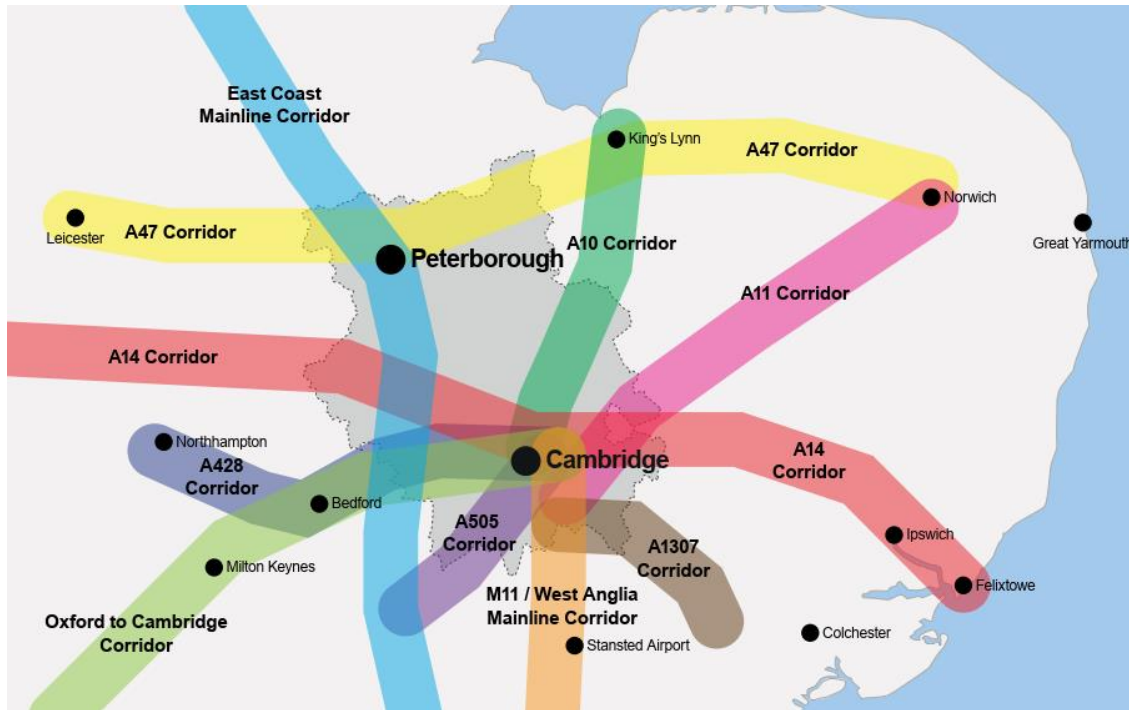 East Coast
Mainline Corridor
King's Lynn
A47 Corridor
Norwich
Leicester
A47 Corridor
Great Yarmouth
A10 Corridor
Peterborough
A11 Corridor
A14 Corridor
Northhampton
A428
Corridor
Cambridge
A14
Corridor
Bedford
A505
Corridor
Ipswich
A1307
Corridor
Milton Keynes
Felixtowe
M11 / West Anglia
Mainline Corridor
Oxford to Cambridge
Corridor
Colchester
Stansted Airport